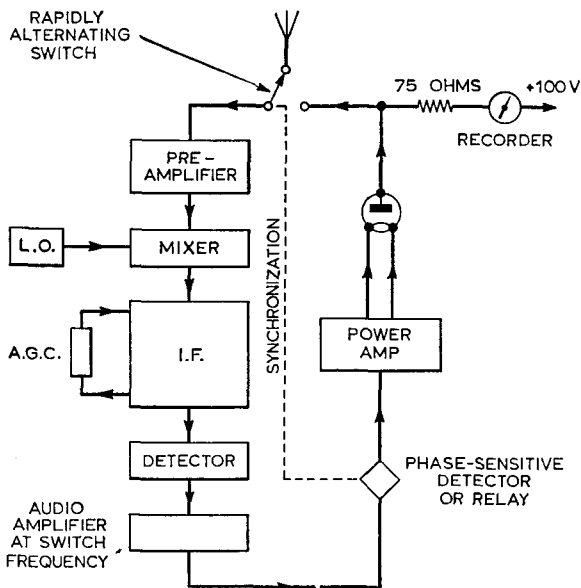 RAPIDLY
ALTERNATING
SWITCH
75 OHMS
+100 V
RECORDER
PRE-
AMPLIFIER
L.O.
MIXER
SYNCHRONIZATION
A.G.C.
I.F.
POWER
AMP
DETECTOR
PHASE-SENSITIVE
DETECTOR
OR RELAY
AUDIO
AMPLIFIER
AT SWITCH
FREQUENCY